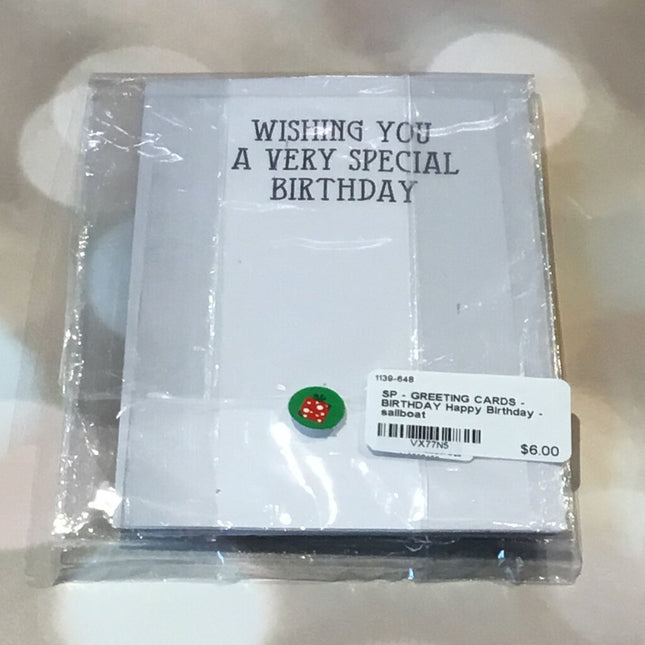 WISHING YOU
A VERY SPECIAL
BIRTHDAY
1139-648
SP - GREETING CARDS -
BIRTHDAY Happy Birthday -
sailboat
VX77N5
$6.00